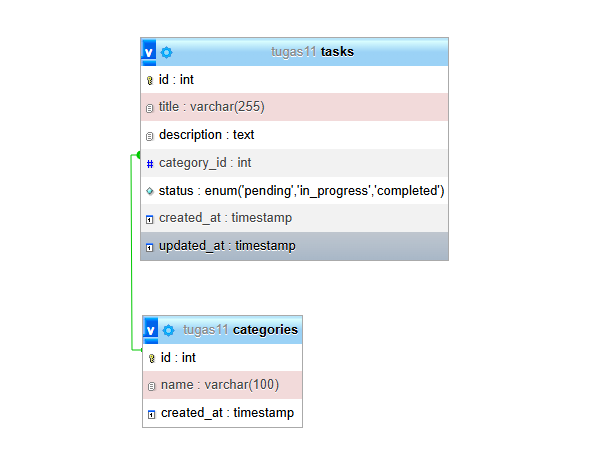 v tugas11 tasks
id : int
title : varchar(255)
description : text
# category_id : int
status : enum('pending','in_progress','completed')
created_at : timestamp
updated_at : timestamp
v tugas11 categories
id : int
name : varchar(100)
created_at : timestamp